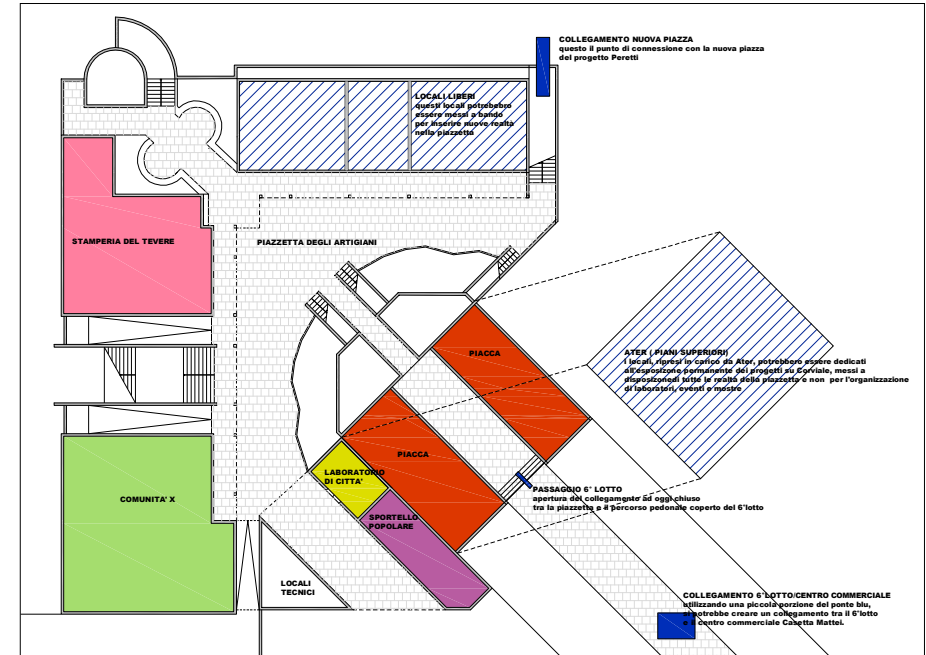 COLLEGAMENTO NUOVA PIAZZA
questo il punto di connessione con la nuova piazza
del progetto Peretti
LOCALI LIBERI
questi locali potrebebro
essere messi a bando
per inserire nuove realtà
nella piazzetta
STAMPERIA DEL TEVERE
PIAZZETTA DEGLI ARTIGIANI
PIACCA
ATER ( PIANI SUPERIORI)
i locali, ripresi in carico da Ater, potrebbero essere dedicati
all'esposizone permanente dei progetti su Corviale, messi a
disposizonedi tutte le realtà della piazzetta e non per l'organizzazione
di laboratori, eventi e mostre
PIACCA
LABORATORIO
DI CITTA'
COMUNITA' X
PASSAGGIO 6° LOTTO
apertura del collegamento ad oggi chiuso
tra la piazzetta e il percorso pedonale coperto del 6°lotto
SPORTELLO
POPOLARE
LOCALI
TECNICI
COLLEGAMENTO 6°LOTTO/CENTRO COMMERCIALE
utilizzando una piccola porzione del ponte blu,
si potrebbe creare un collegamento tra il 6°lotto
e il centro commerciale Casetta Mattei.